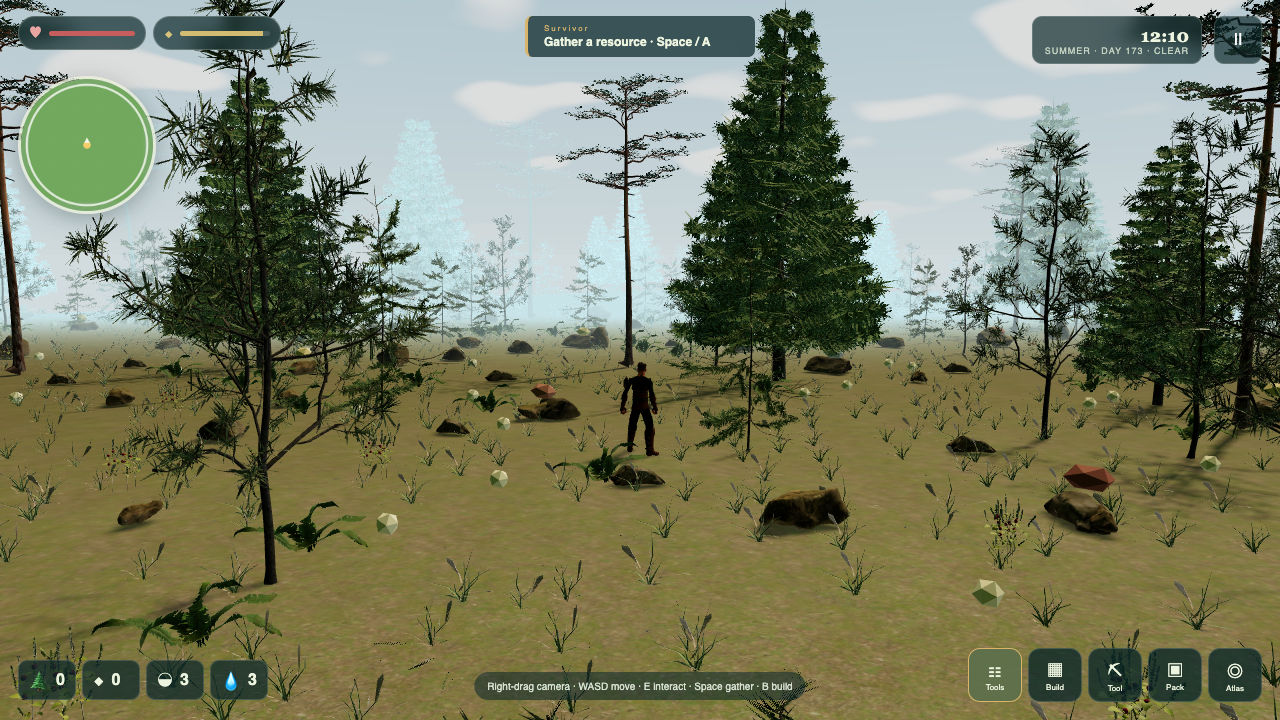 Survivor
Gather a resource · Space / A
12:10
SUMMER · DAY 173 · CLEAR
0
0
3
3
Right-drag camera · WASD move · E interact · Space gather · B build
Tools
Build
Tool
Pack
Atlas